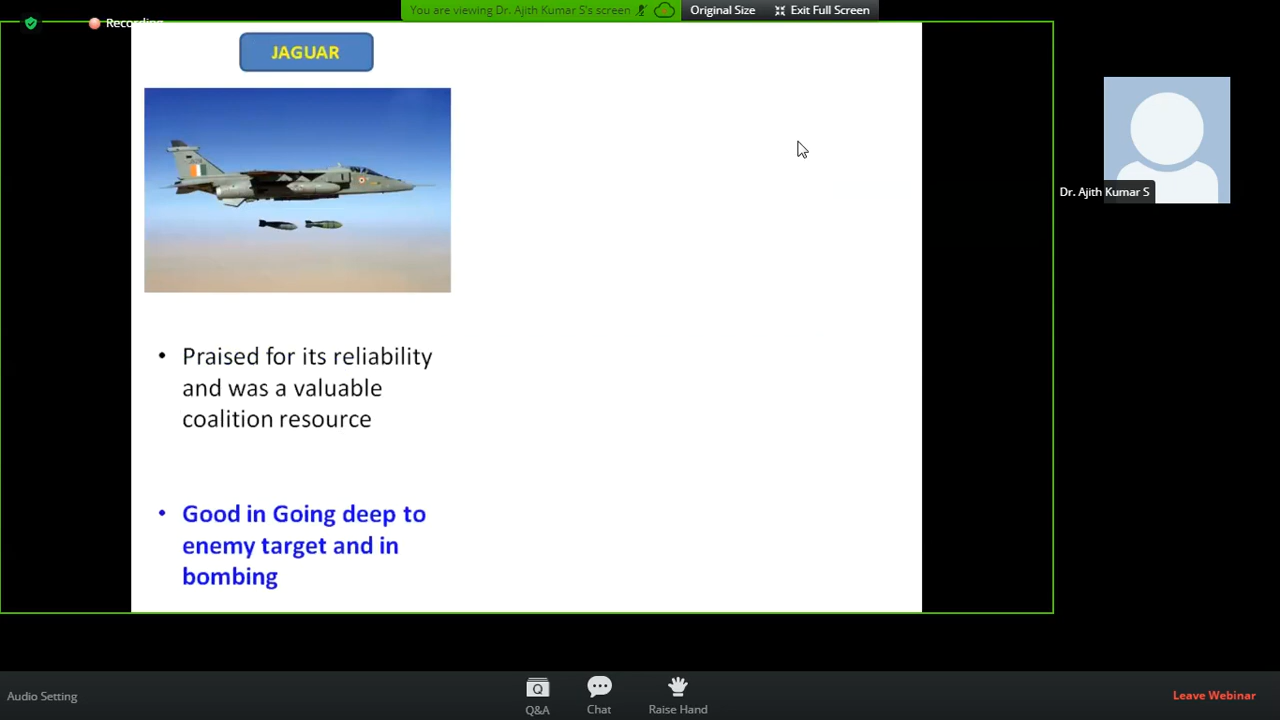 You are viewing Dr. Ajith Kumar S's screen
Original Size
Exit Full Screen
Recording
JAGUAR
Dr. Ajith Kumar S
• Praised for its reliability
and was a valuable
coalition resource
• Good in Going deep to
enemy target and in
bombing
Audio Setting
Q
Q&A
Chat
Raise Hand
Leave Webinar